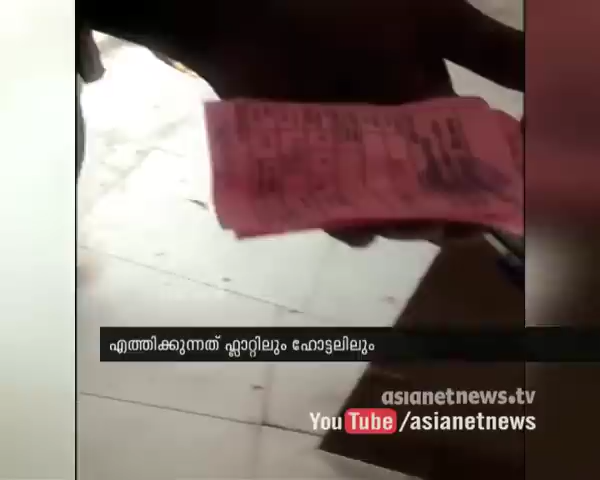 എത്തിക്കുന്നത് ഫ്ലാറ്റിലും ഹോട്ടലിലും
asianetnews.tv
YouTube/asianetnews